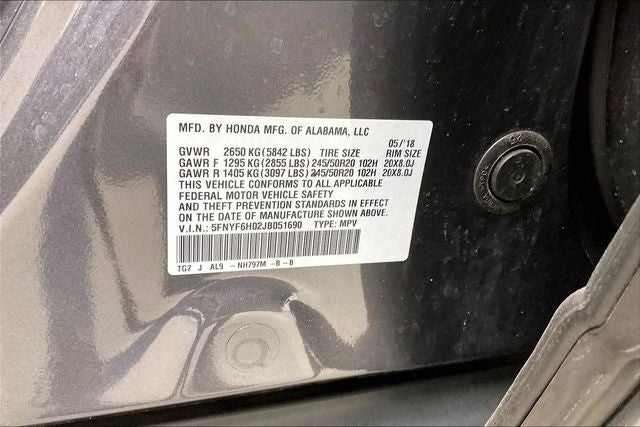 MFD. BY HONDA MFG. OF ALABAMA, LLC
05/'18
GVWR 2650 KG(5842 LBS) TIRE SIZE RIM SIZE
GAWR F 1295 KG(2855 LBS) 245/50R20 102H 20X8.0J
GAWR R 1405 KG(3097 LBS) 245/50R20 102H 20X8.0J
THIS VEHICLE CONFORMS TO ALL APPLICABLE
FEDERAL MOTOR VEHICLE SAFETY
AND THEFT PREVENTION STANDARDS IN EFFECT
ON THE DATE OF MANUFACTURE SHOWN ABOVE.
V.I.N.: 5FNYF6H02JB051690 TYPE: MPV
TG7 J AL9 -NH797M -B -B